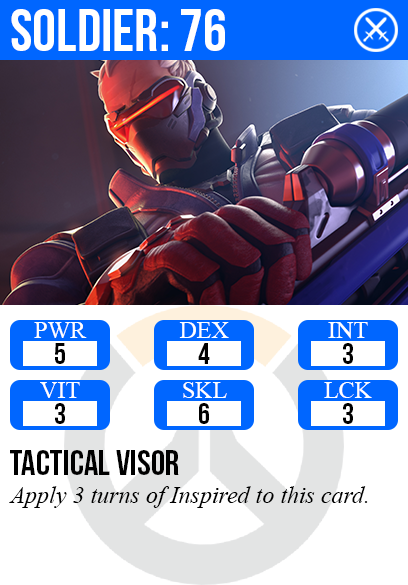 SOLDIER: 76
PWR DEX INT
5 4 3
VIT SKL LCK
3 6 3
TACTICAL VISOR
Apply 3 turns of Inspired to this card.